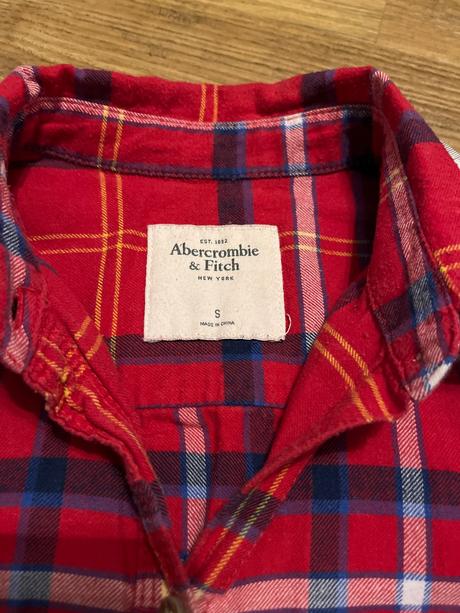 EST. 1892
Abercrombie
& Fitch
NEW YORK
S
MADE IN CHINA